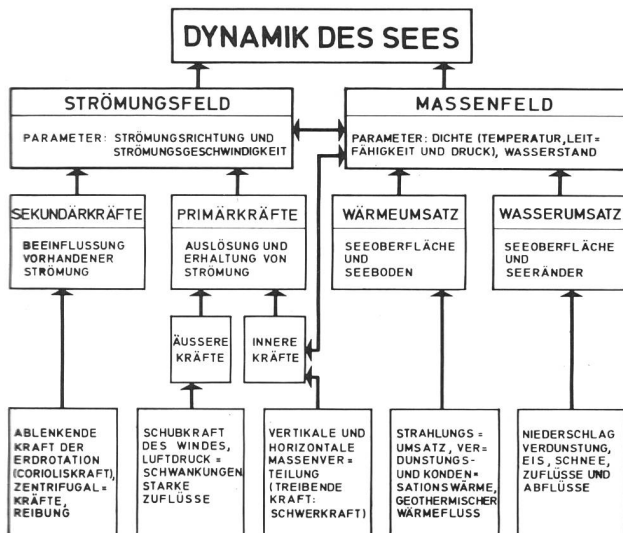 DYNAMIK DES SEES
STRÖMUNGSFELD
PARAMETER: STRÖMUNGSRICHTUNG UND
STRÖMUNGSGESCHWINDIGKEIT
MASSENFELD
PARAMETER: DICHTE (TEMPERATUR, LEIT=
FÄHIGKEIT UND DRUCK), WASSERSTAND
SEKUNDÄRKRÄFTE
BEEINFLUSSUNG
VORHANDENER
STRÖMUNG
PRIMÄRKRÄFTE
AUSLÖSUNG UND
ERHALTUNG VON
STRÖMUNG
WÄRMEUMSATZ
SEEOBERFLÄCHE
UND
SEEBODEN
WASSERUMSATZ
SEEOBERFLÄCHE
UND
SEERÄNDER
ÄUSSERE
KRÄFTE
INNERE
KRÄFTE
ABLENKENDE
KRAFT DER
ERDROTATION
(CORIOLISKRAFT),
ZENTRIFUGAL=
KRÄFTE,
REIBUNG
SCHUBKRAFT
DES WINDES,
LUFTDRUCK=
SCHWANKUNGEN
STARKE
ZUFLÜSSE
VERTIKALE UND
HORIZONTALE
MASSENVER=
TEILUNG
(TREIBENDE
KRAFT:
SCHWERKRAFT)
STRAHLUNGS=
UMSATZ, VER=
DUNSTUNGS-
UND KONDEN=
SATIONSWÄRME,
GEOTHERMISCHER
WÄRMEFLUSS
NIEDERSCHLAG
VERDUNSTUNG,
EIS, SCHNEE,
ZUFLÜSSE UND
ABFLÜSSE